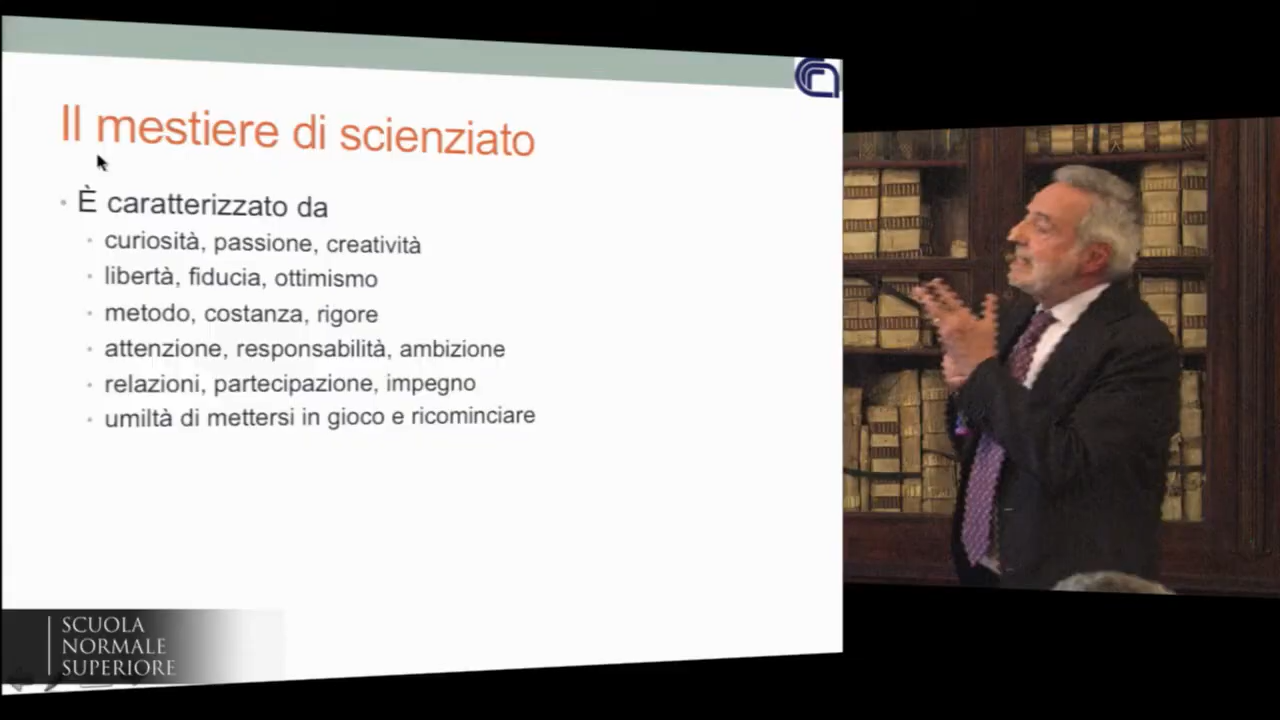 Il mestiere di scienziato
È caratterizzato da
curiosità, passione, creatività
libertà, fiducia, ottimismo
metodo, costanza, rigore
attenzione, responsabilità, ambizione
relazioni, partecipazione, impegno
umiltà di mettersi in gioco e ricominciare
SCUOLA
NORMALE
SUPERIORE